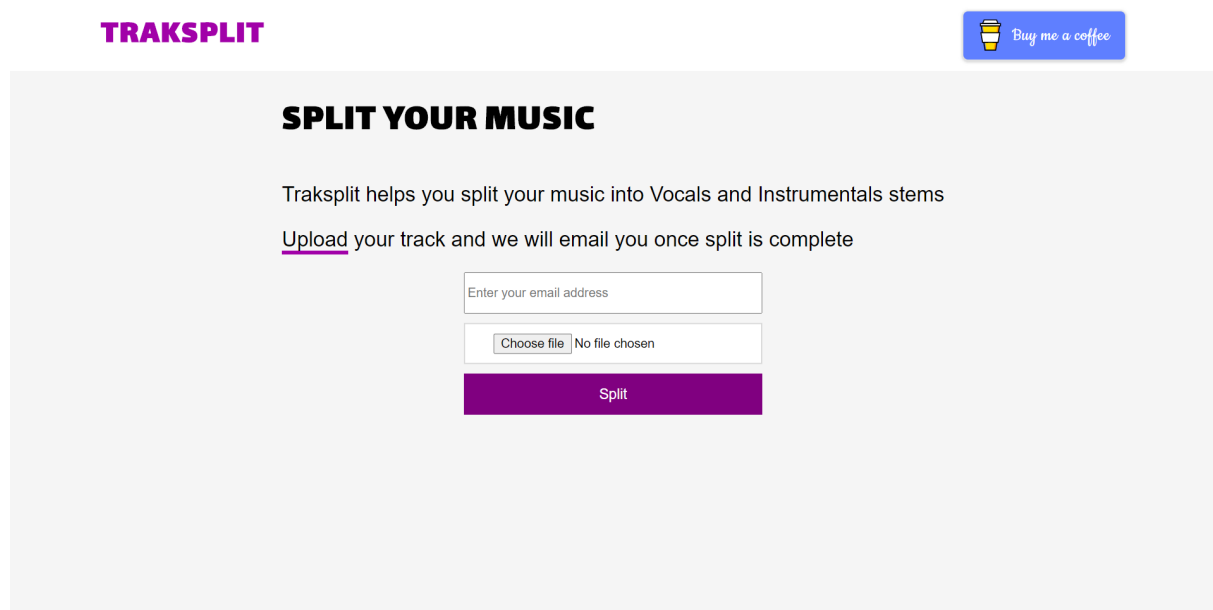 TRAKSPLIT
Buy me a coffee
SPLIT YOUR MUSIC
Traksplit helps you split your music into Vocals and Instrumentals stems
Upload your track and we will email you once split is complete
Enter your email address
Choose file No file chosen
Split